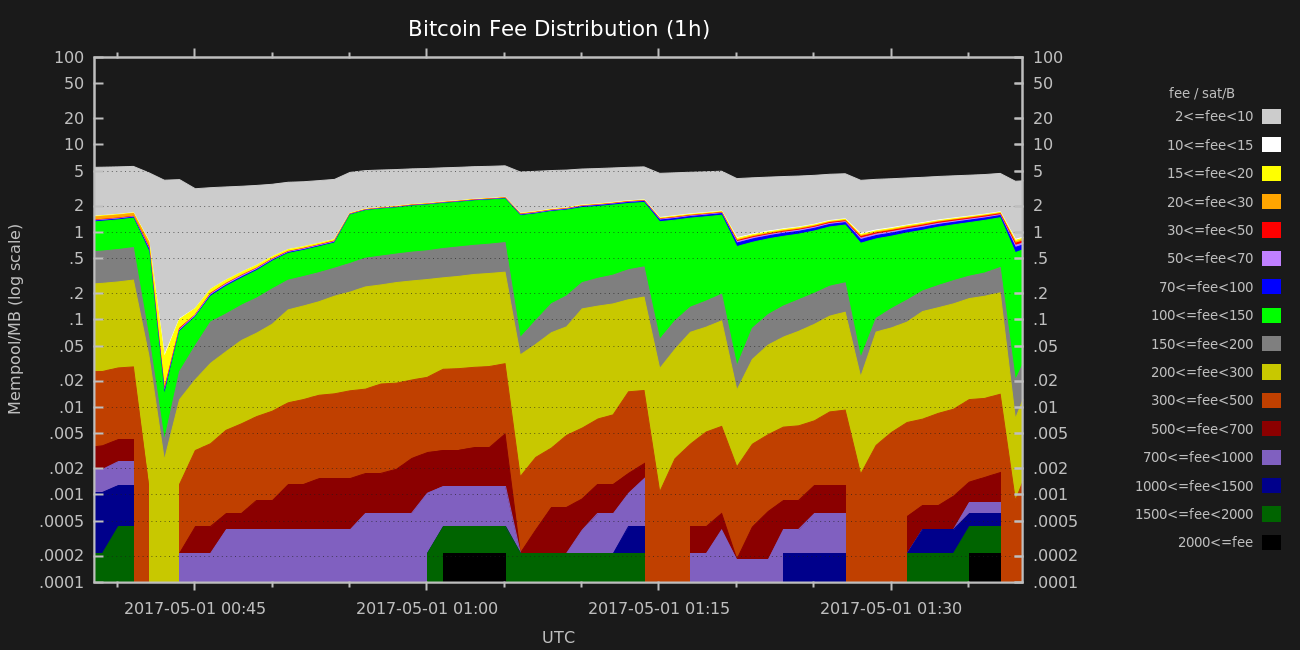 Bitcoin Fee Distribution (1h)
100
50
20
10
5
2
1
.5
.2
.1
.05
.02
.01
.005
.002
.001
.0005
.0002
.0001
Mempool/MB (log scale)
100
50
20
10
5
2
1
.5
.2
.1
.05
.02
.01
.005
.002
.001
.0005
.0002
.0001
2017-05-01 00:45 2017-05-01 01:00 2017-05-01 01:15 2017-05-01 01:30
UTC
fee / sat/B
2<=fee<10
10<=fee<15
15<=fee<20
20<=fee<30
30<=fee<50
50<=fee<70
70<=fee<100
100<=fee<150
150<=fee<200
200<=fee<300
300<=fee<500
500<=fee<700
700<=fee<1000
1000<=fee<1500
1500<=fee<2000
2000<=fee